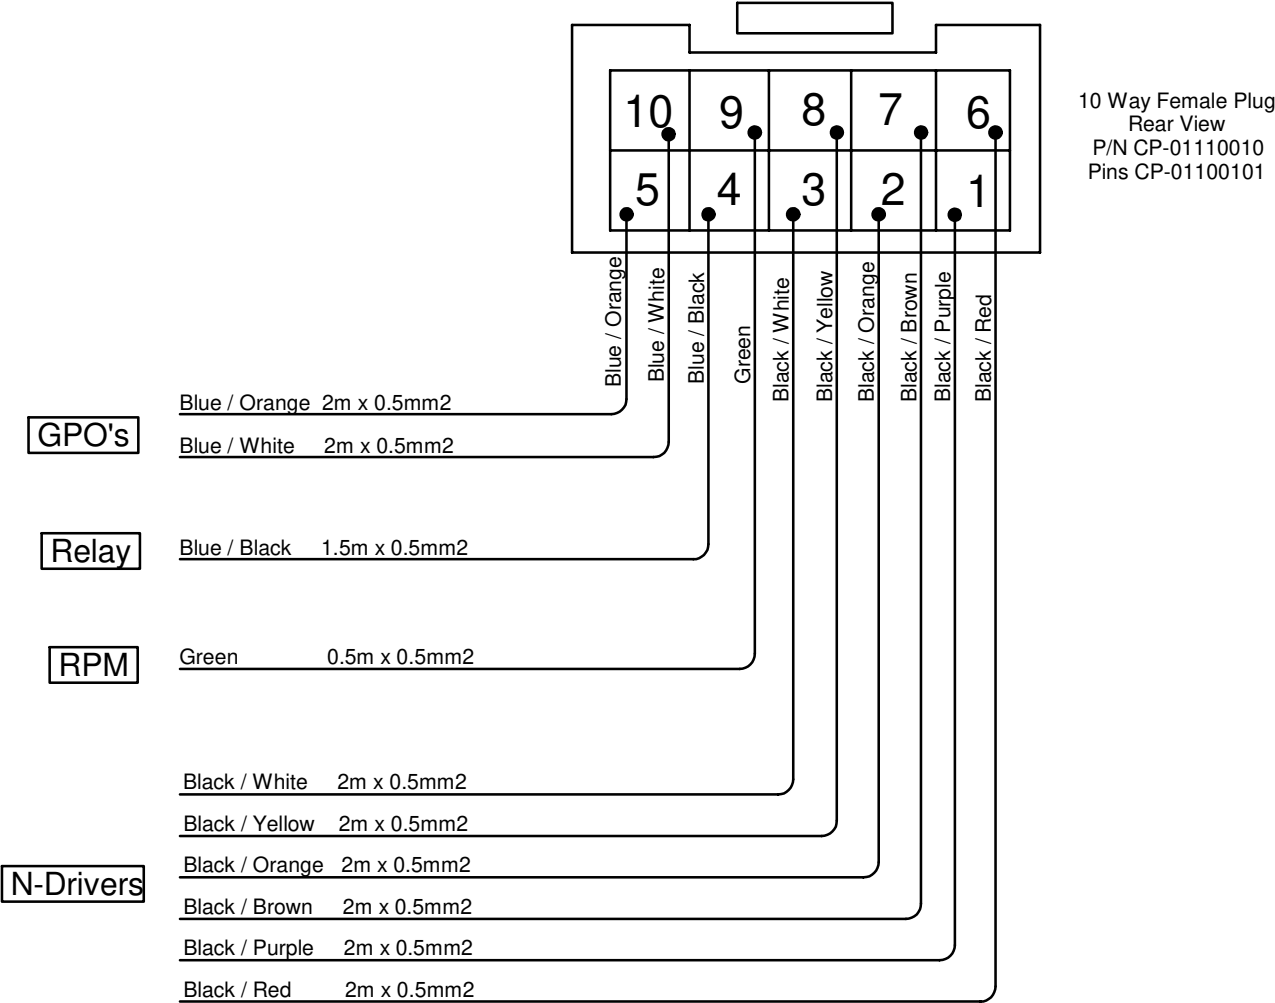 10 9 8 7 6
5 4 3 2 1
10 Way Female Plug
Rear View
P/N CP-01110010
Pins CP-01100101
Blue / Orange
Blue / White
Blue / Black
Green
Black / White
Black / Yellow
Black / Orange
Black / Brown
Black / Purple
Black / Red
GPO's
Blue / Orange 2m x 0.5mm2
Blue / White 2m x 0.5mm2
Relay
Blue / Black 1.5m x 0.5mm2
RPM
Green 0.5m x 0.5mm2
N-Drivers
Black / White 2m x 0.5mm2
Black / Yellow 2m x 0.5mm2
Black / Orange 2m x 0.5mm2
Black / Brown 2m x 0.5mm2
Black / Purple 2m x 0.5mm2
Black / Red 2m x 0.5mm2